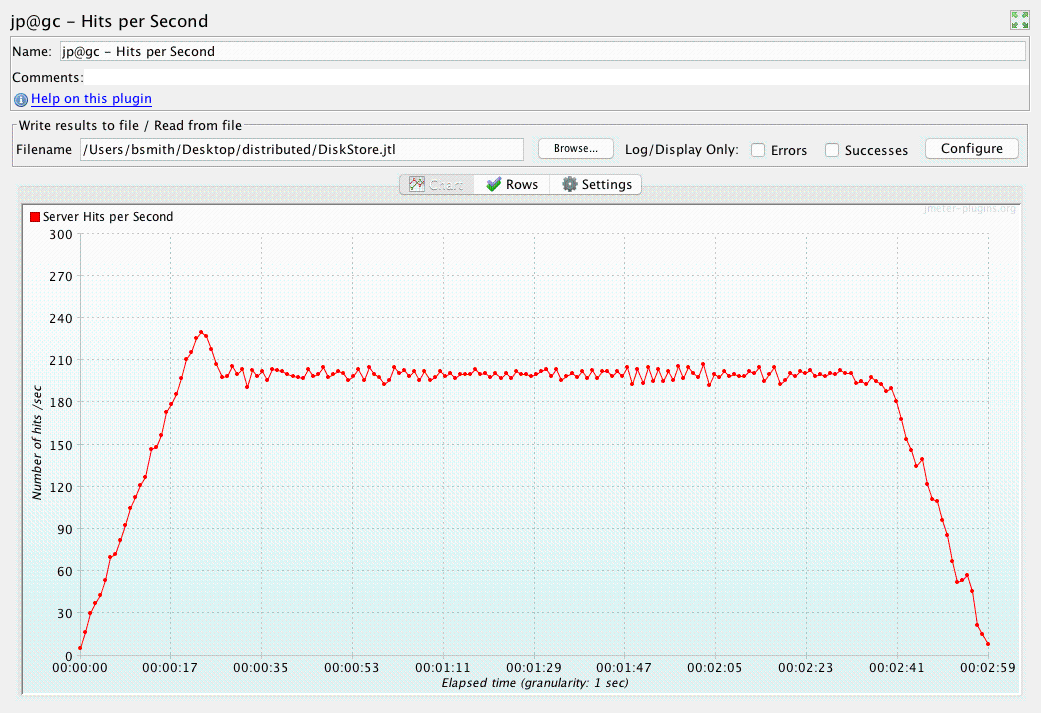 jp@gc - Hits per Second
Name: jp@gc - Hits per Second
Comments:
Help on this plugin
Write results to file / Read from file
Filename /Users/bsmith/Desktop/distributed/DiskStore.jtl Browse... Log/Display Only: Errors Successes Configure
Chart Rows Settings
jmeter-plugins.org
Server Hits per Second
300
270
240
210
180
150
120
90
60
30
0
Number of hits /sec
00:00:00 00:00:17 00:00:35 00:00:53 00:01:11 00:01:29 00:01:47 00:02:05 00:02:23 00:02:41 00:02:59
Elapsed time (granularity: 1 sec)